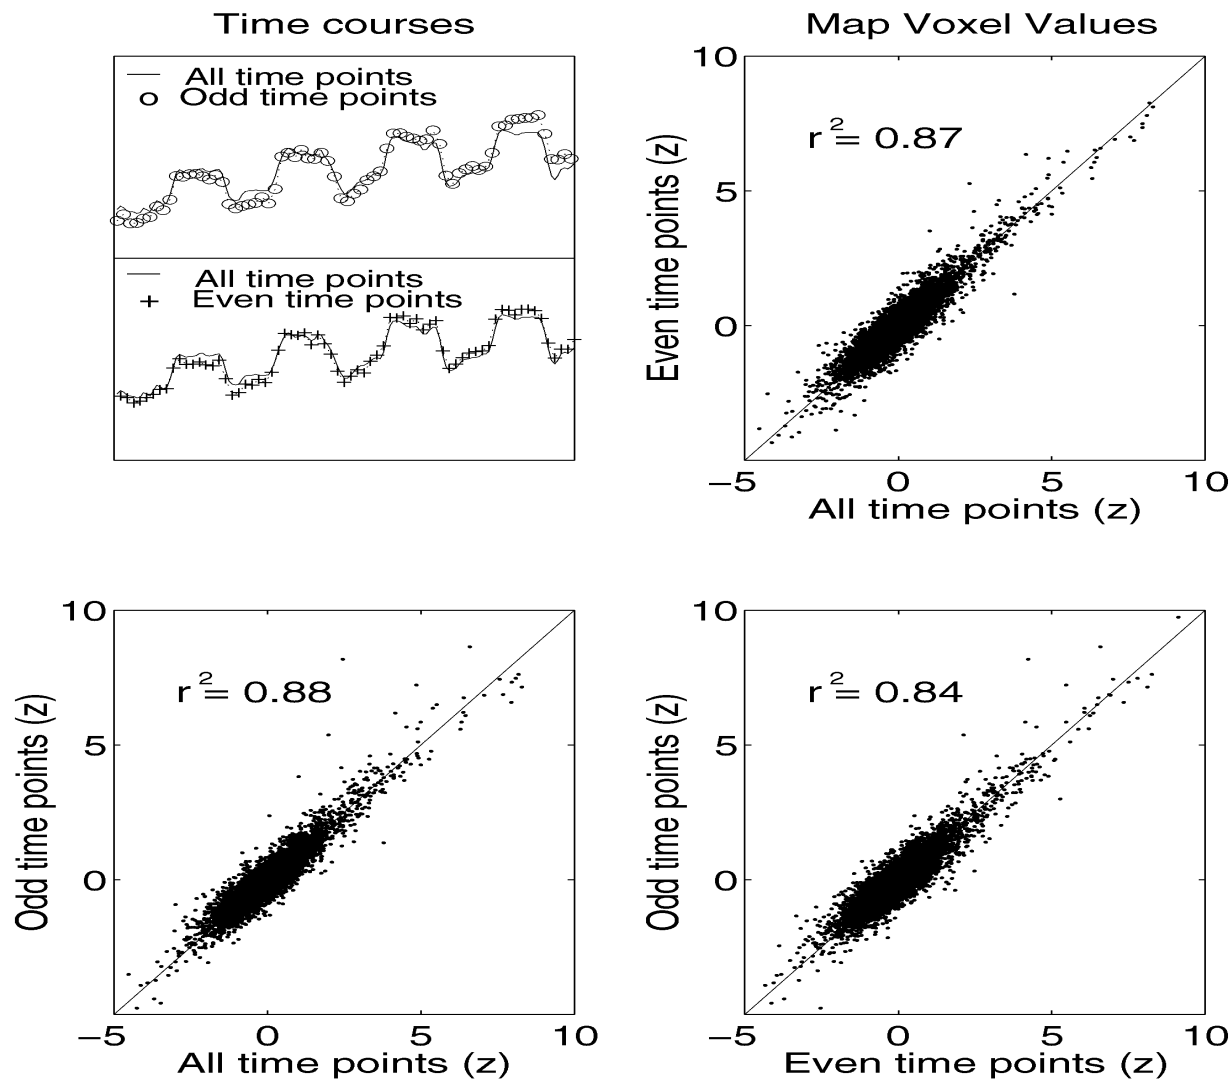 Time courses
All time points
Odd time points
All time points
Even time points
Map Voxel Values
10
5
0
−5 0 5 10
r² = 0.87
Even time points (z)
All time points (z)
10
5
0
−5 0 5 10
r² = 0.88
Odd time points (z)
All time points (z)
10
5
0
−5 0 5 10
r² = 0.84
Odd time points (z)
Even time points (z)